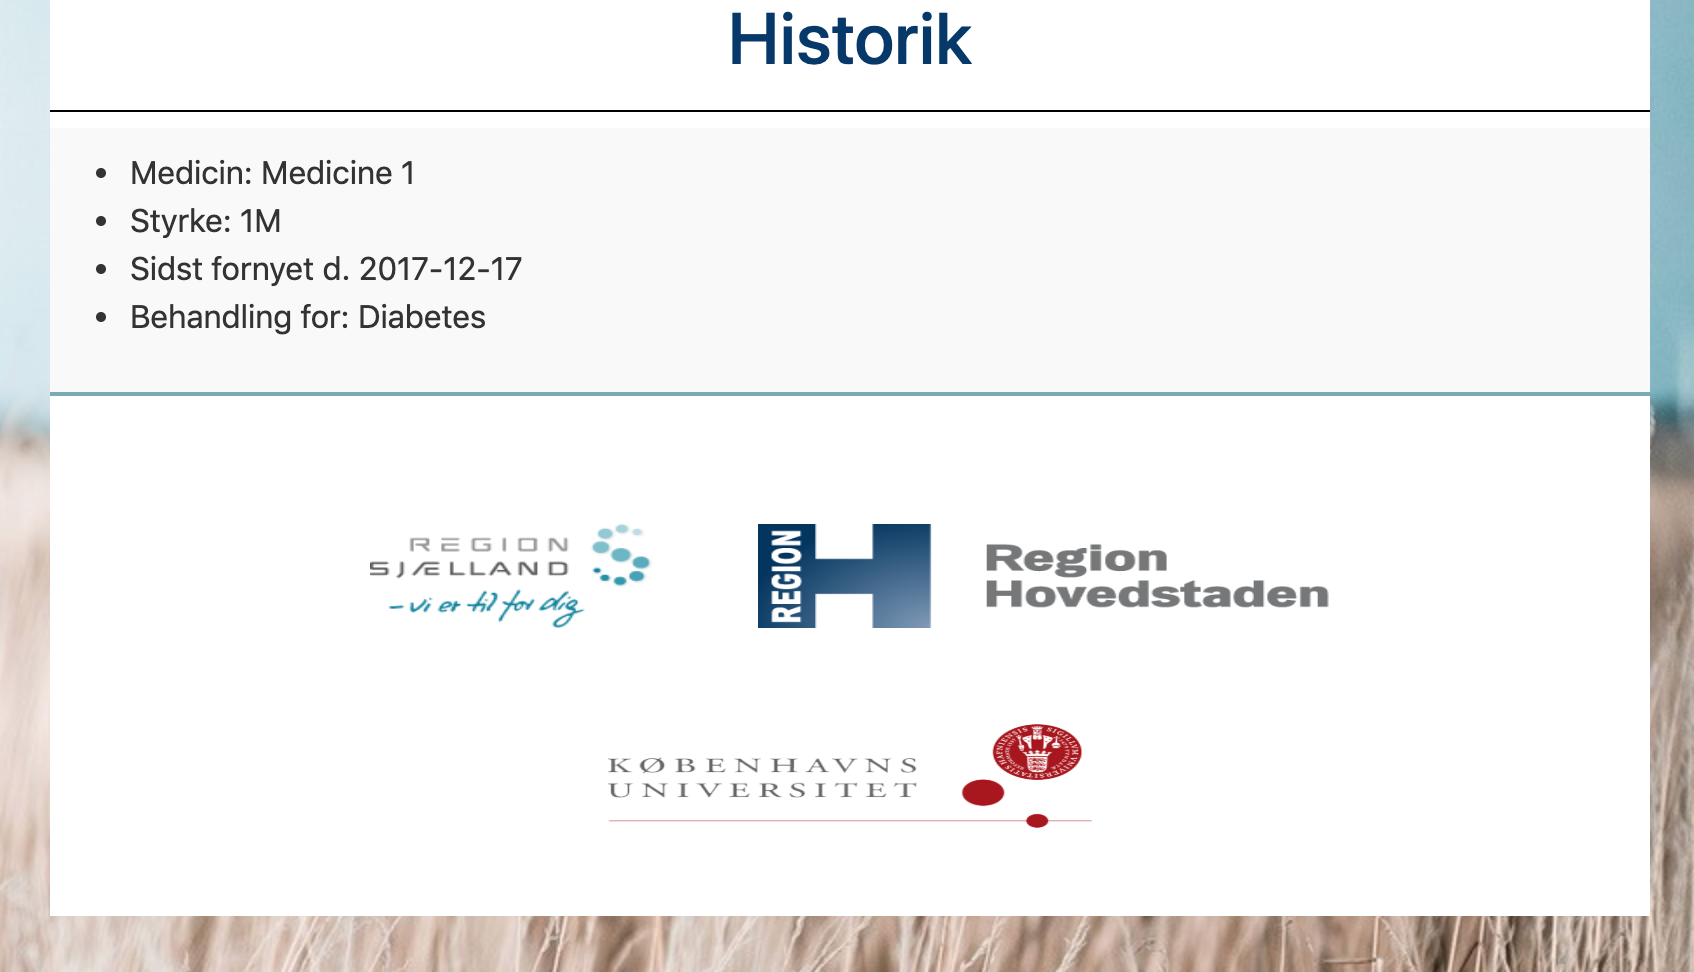 Historik
Medicin: Medicine 1
Styrke: 1M
Sidst fornyet d. 2017-12-17
Behandling for: Diabetes
REGION
SJÆLLAND
- vi er til for dig
REGION
Region
Hovedstaden
KØBENHAVNS
UNIVERSITET